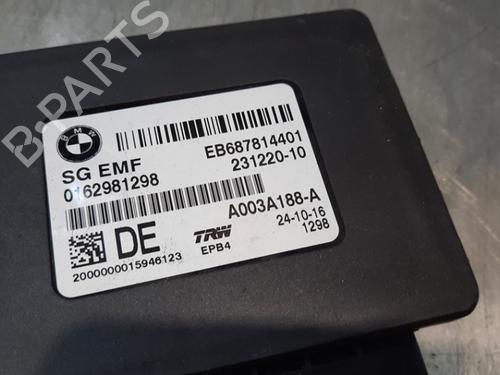 B-PARTS
BMW
SG EMF
EB687814401
0162981298
231220-10
A003A188-A
DE
TRW
24-10-16
EPB4
1298
2000000015946123